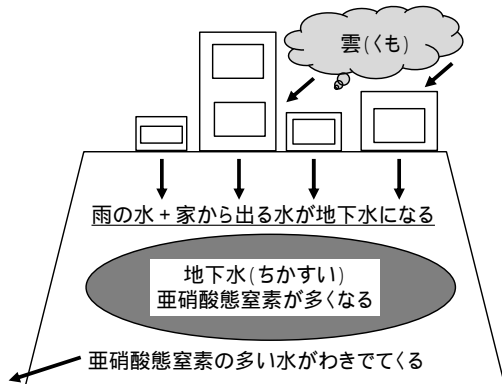 雲(くも)
雨の水+家から出る水が地下水になる
地下水(ちかすい)
亜硝酸態窒素が多くなる
亜硝酸態窒素の多い水がわきでてくる